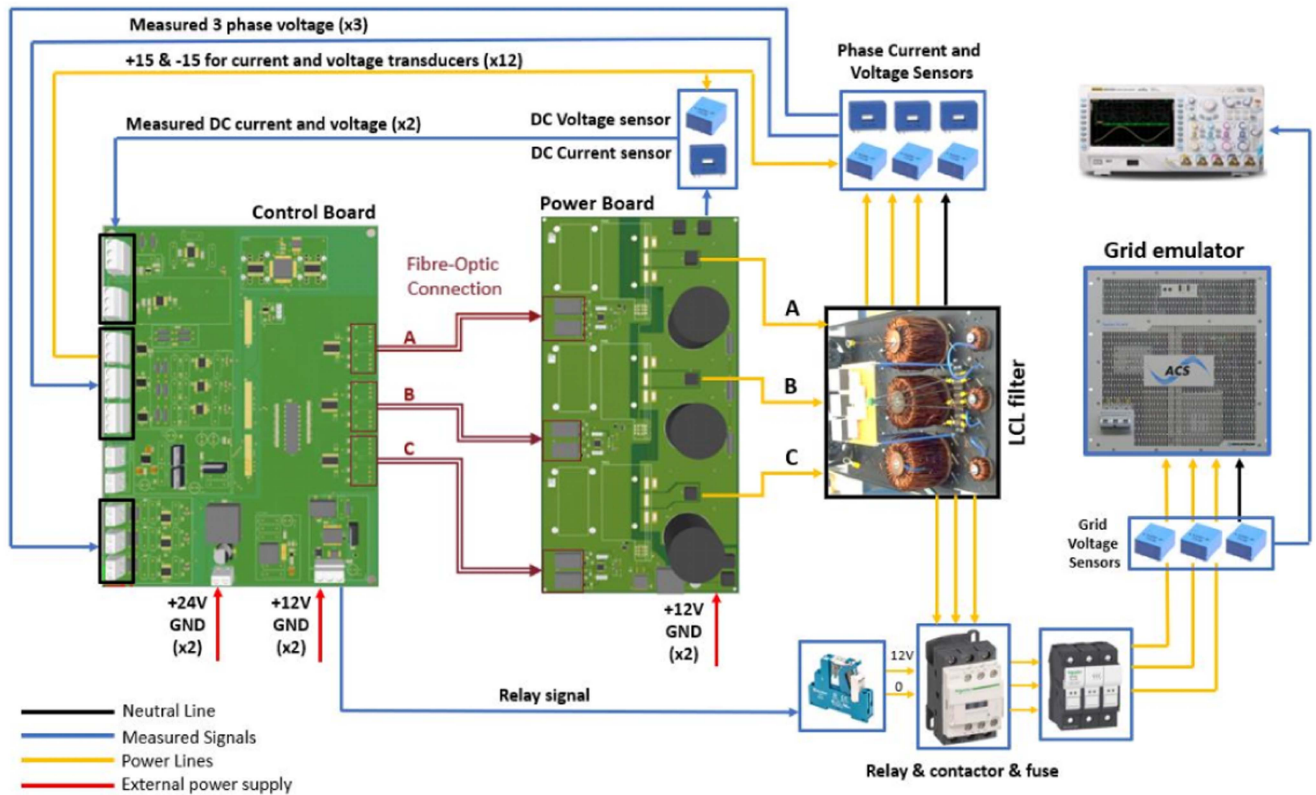 Measured 3 phase voltage (x3)
+15 & -15 for current and voltage transducers (x12)
Measured DC current and voltage (x2)
DC Voltage sensor
DC Current sensor
Phase Current and
Voltage Sensors
Control Board
Power Board
Grid emulator
Fibre-Optic
Connection
A
B
C
A
B
C
LCL filter
ACS
Grid
Voltage
Sensors
+24V
GND
(x2)
+12V
GND
(x2)
+12V
GND
(x2)
12V
0
Relay signal
Relay & contactor & fuse
Neutral Line
Measured Signals
Power Lines
External power supply